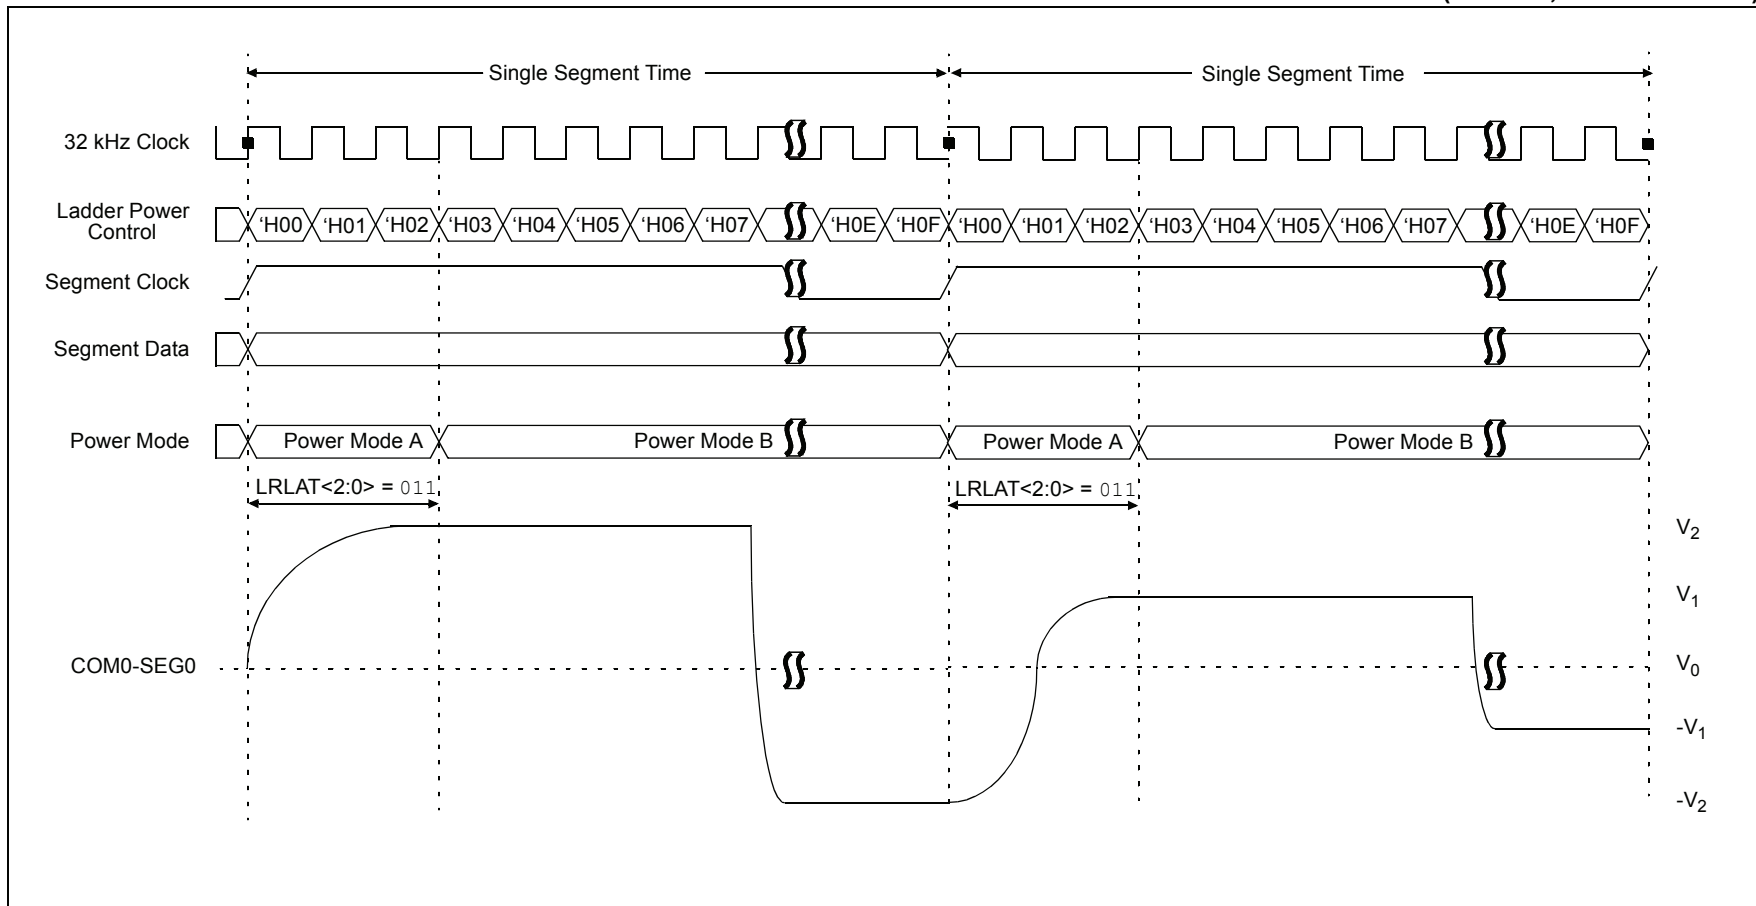 Single Segment Time Single Segment Time
32 kHz Clock
Ladder Power
Control
‘H00 ‘H01 ‘H02 ‘H03 ‘H04 ‘H05 ‘H06 ‘H07 ‘H0E ‘H0F ‘H00 ‘H01 ‘H02 ‘H03 ‘H04 ‘H05 ‘H06 ‘H07 ‘H0E ‘H0F
Segment Clock
Segment Data
Power Mode Power Mode A Power Mode B Power Mode A Power Mode B
LRLAT<2:0> = 011 LRLAT<2:0> = 011
V2
V1
COM0-SEG0 V0
-V1
-V2